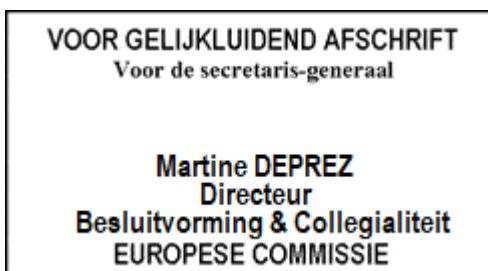 VOOR GELIJKLUIDEND AFSCHRIFT
Voor de secretaris-generaal
Martine DEPREZ
Directeur
Besluitvorming & Collegialiteit
EUROPESE COMMISSIE